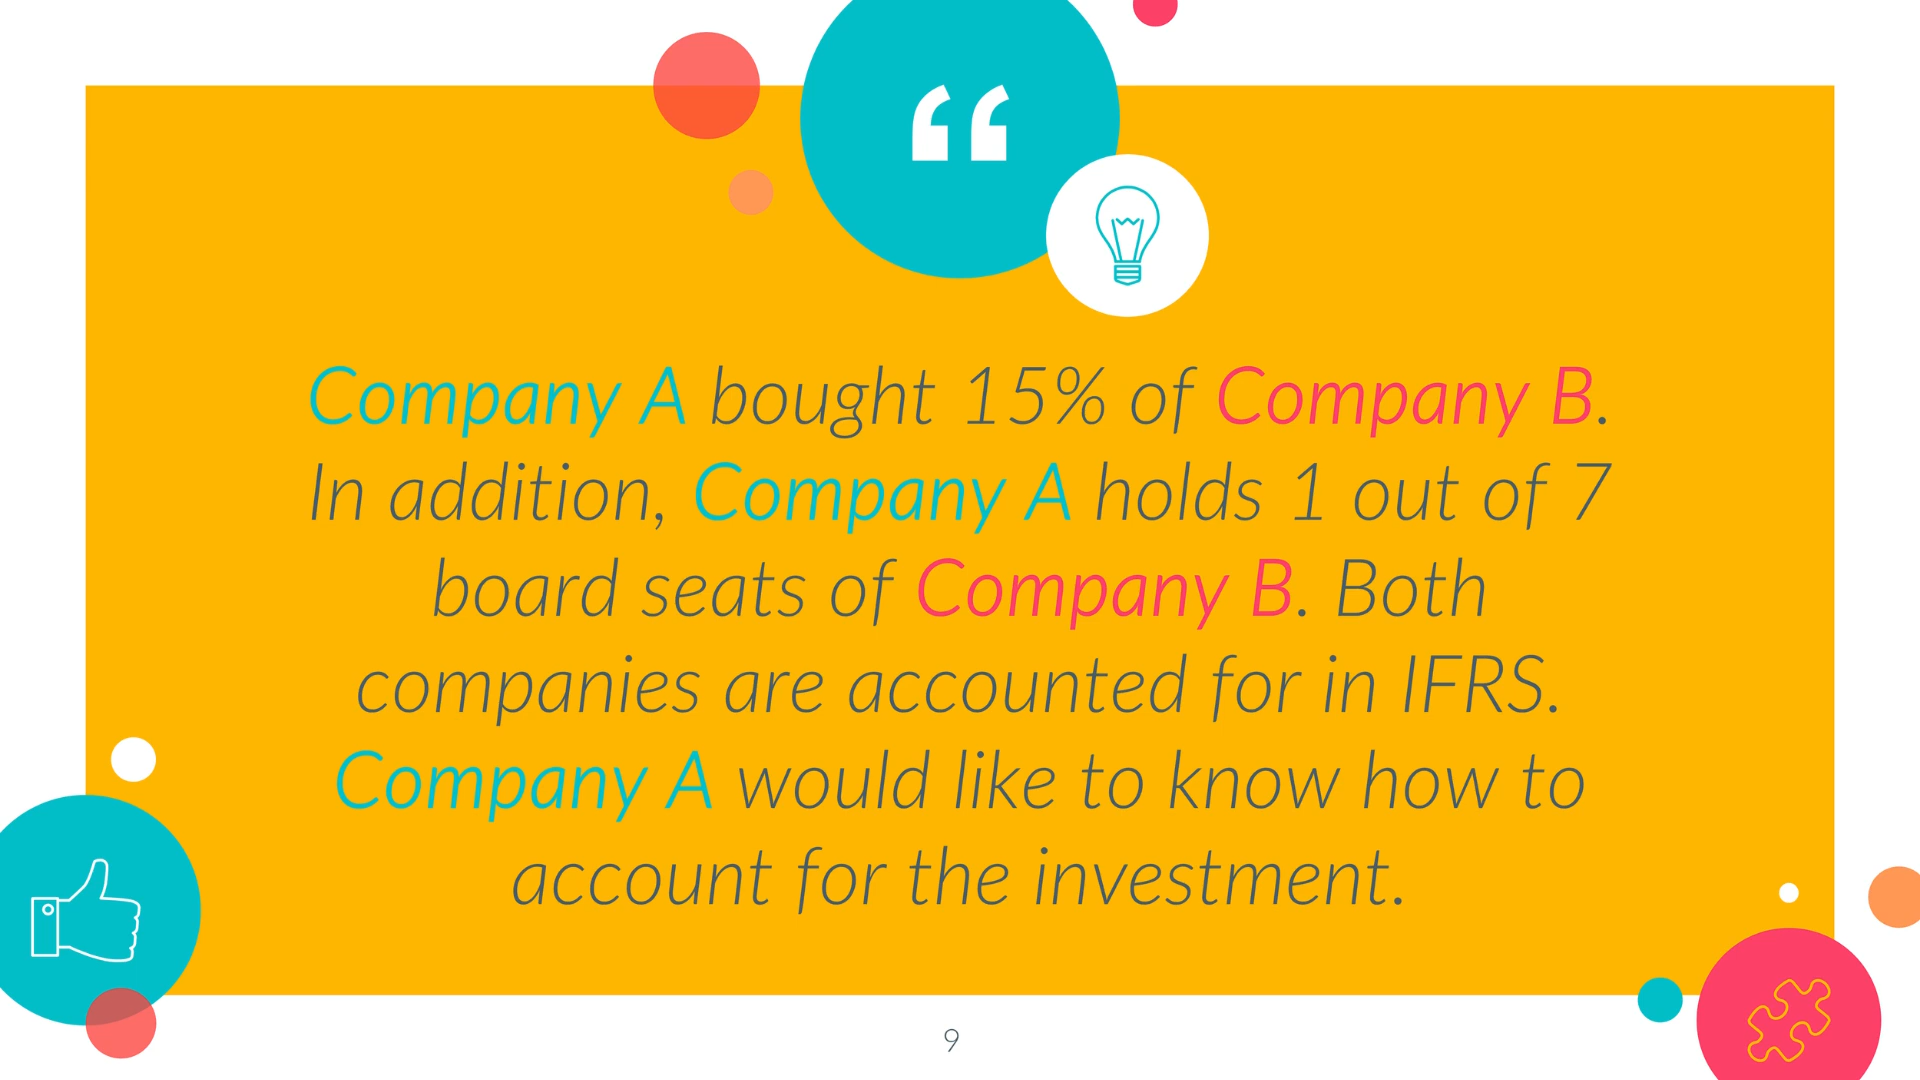 “
Company A bought 15% of Company B.
In addition, Company A holds 1 out of 7
board seats of Company B. Both
companies are accounted for in IFRS.
Company A would like to know how to
account for the investment.
9